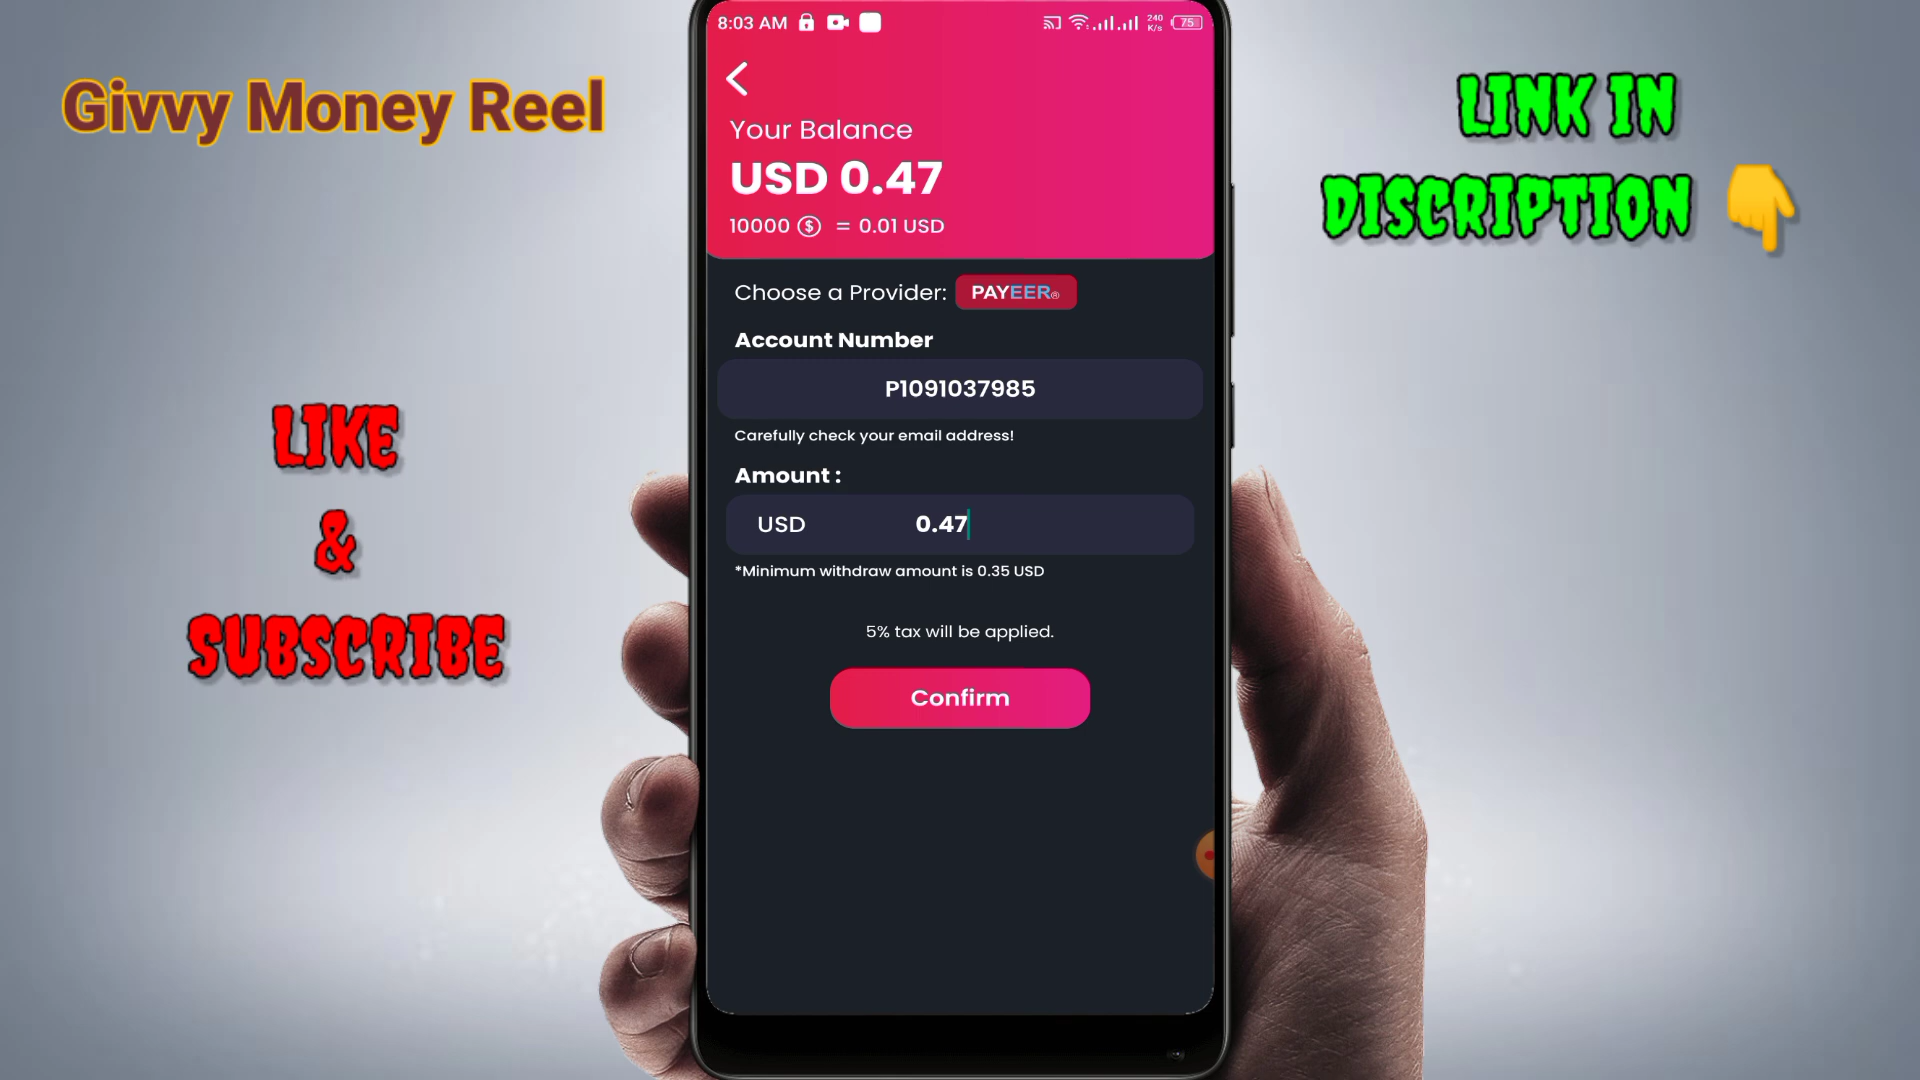 Givvy Money Reel
LIKE
&
SUBSCRIBE
8:03 AM
240
K/s
75
Your Balance
USD 0.47
10000 $ = 0.01 USD
Choose a Provider: PAYEER®
Account Number
P1091037985
Carefully check your email address!
Amount :
USD 0.47
*Minimum withdraw amount is 0.35 USD
5% tax will be applied.
Confirm
LINK IN
DISCRIPTION